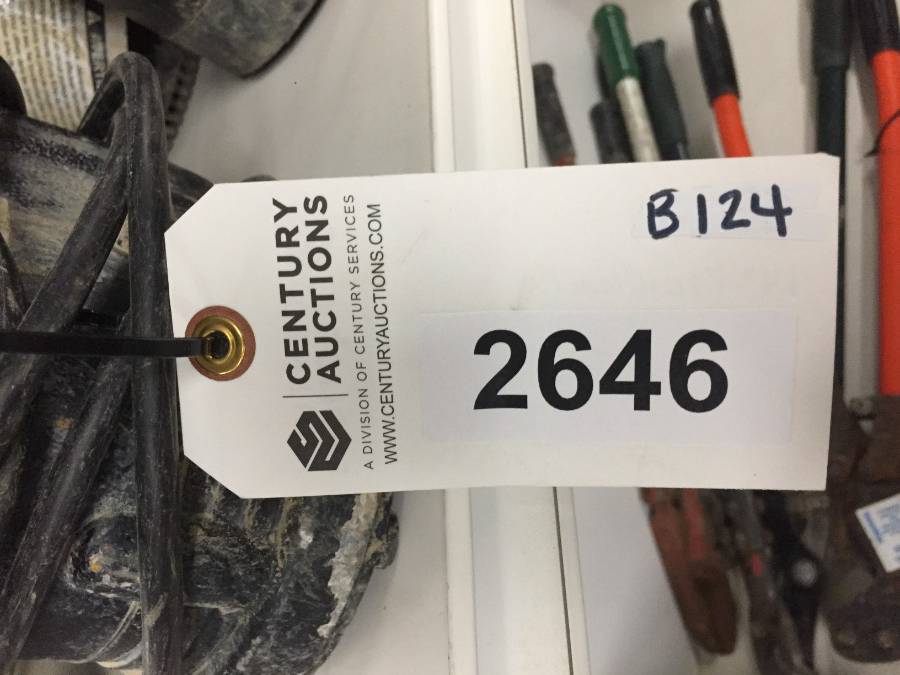 CENTURY
AUCTIONS
A DIVISION OF CENTURY SERVICES
WWW.CENTURYAUCTIONS.COM
B124
2646